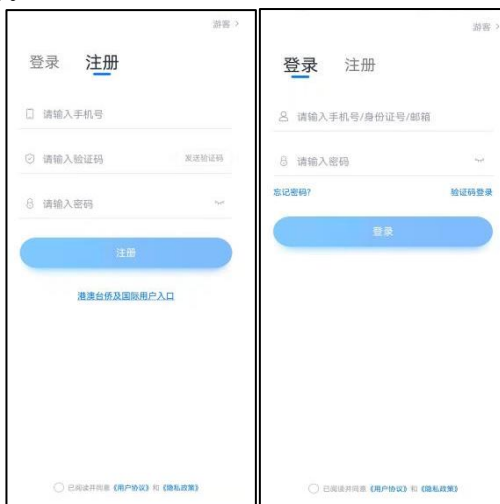 游客 >
登录 注册
请输入手机号
请输入验证码 发送验证码
请输入密码
注册
港澳台侨及国际用户入口
已阅读并同意《用户协议》和《隐私政策》
游客 >
登录 注册
请输入手机号/身份证号/邮箱
请输入密码
忘记密码? 验证码登录
登录
已阅读并同意《用户协议》和《隐私政策》